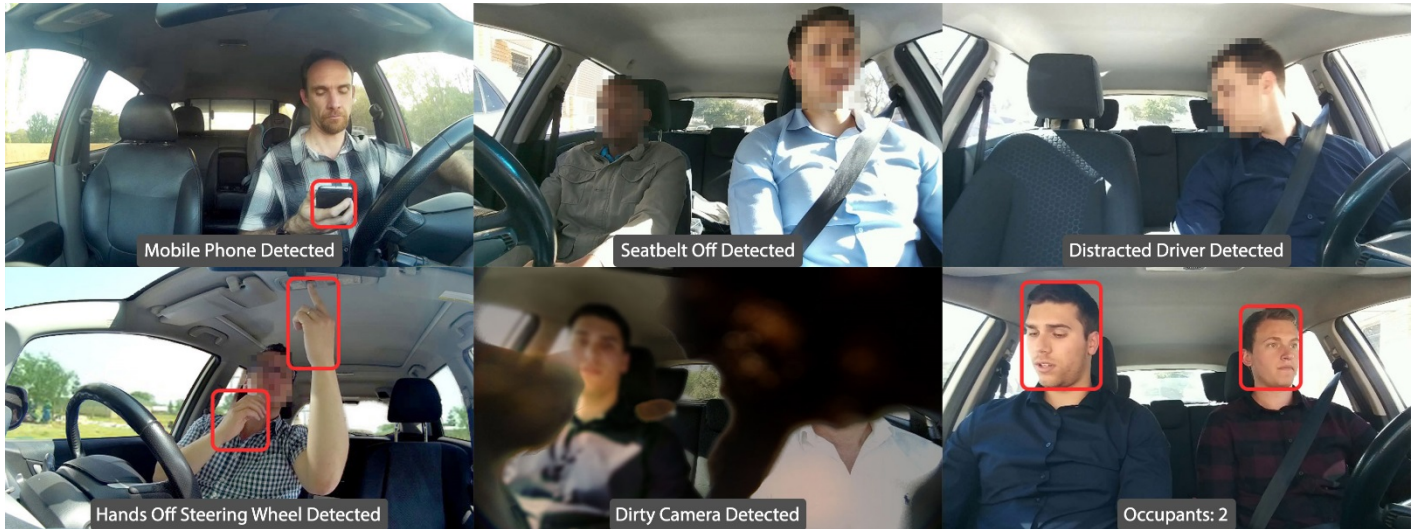 Mobile Phone Detected
Seatbelt Off Detected
Distracted Driver Detected
Hands Off Steering Wheel Detected
Dirty Camera Detected
Occupants: 2